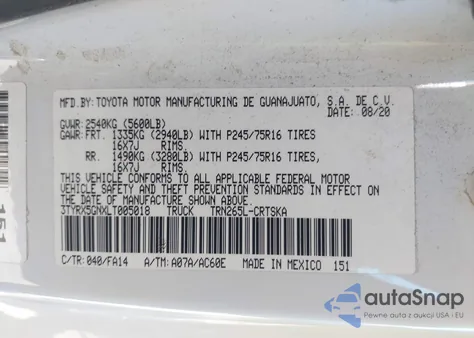 MFD.BY: TOYOTA MOTOR MANUFACTURING DE GUANAJUATO, S.A. DE C.V.
GVWR: 2540KG (5600LB) 08/20
DATE:
GAWR: FRT. 1335KG (2940LB) WITH P245/75R16 TIRES
16X7J RIMS,
RR. 1490KG (3280LB) WITH P245/75R16 TIRES,
16X7J RIMS.
THIS VEHICLE CONFORMS TO ALL APPLICABLE FEDERAL MOTOR
VEHICLE SAFETY AND THEFT PREVENTION STANDARDS IN EFFECT ON
THE DATE OF MANUFACTURE SHOWN ABOVE.
3TYRX5GNXLT005018 TRUCK TRN265L-CRTSKA
C/TR: 040/FA14 A/TM: A07A/AC60E MADE IN MEXICO 151
151
autoSnap
Pewne auta z aukcji USA i EU